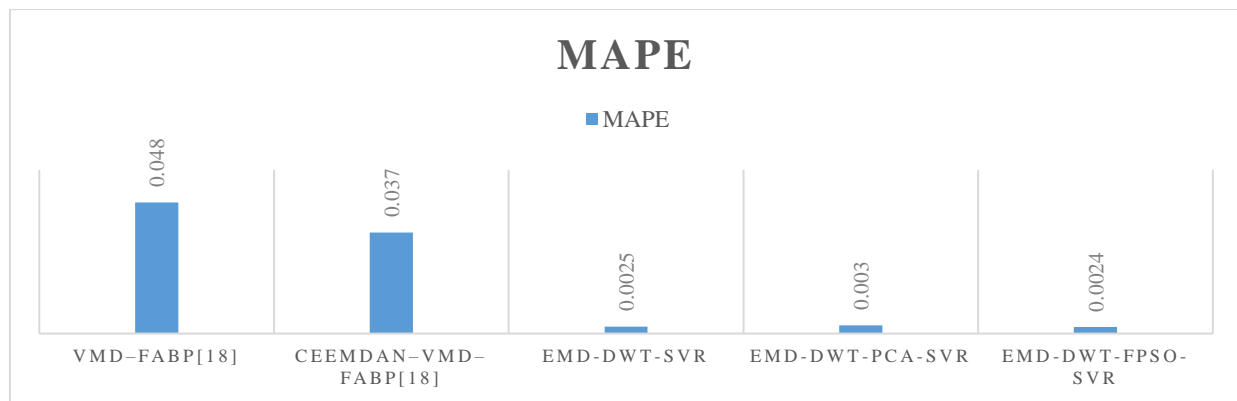 MAPE
MAPE
0.048
0.037
0.0025
0.003
0.0024
VMD–FABP[18]
CEEMDAN–VMD–
FABP[18]
EMD-DWT-SVR
EMD-DWT-PCA-SVR
EMD-DWT-FPSO-
SVR